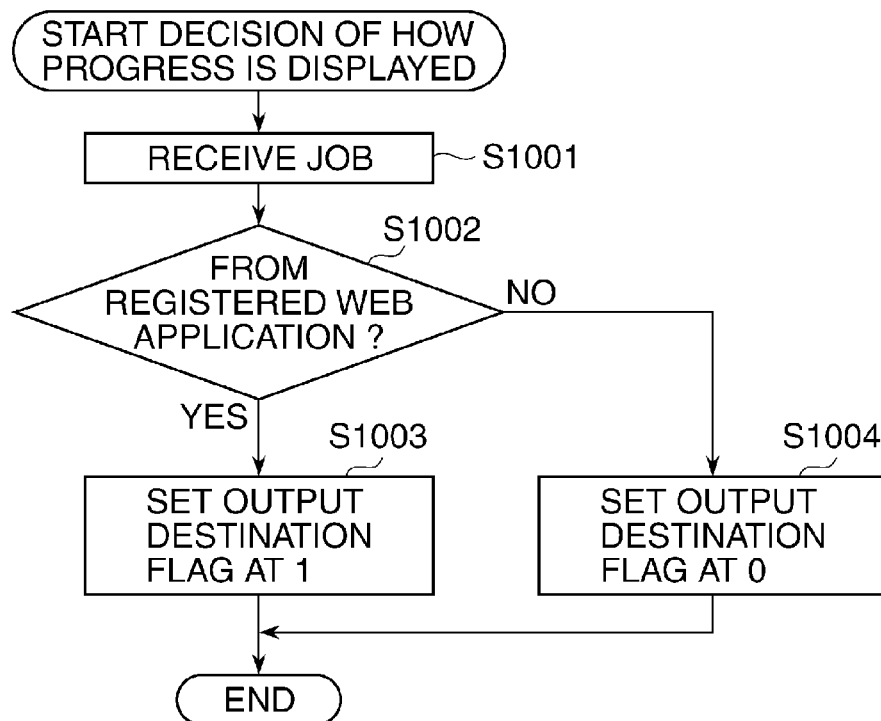 START DECISION OF HOW
PROGRESS IS DISPLAYED
RECEIVE JOB
S1001
S1002
FROM
REGISTERED WEB
APPLICATION ?
NO
YES
S1003
SET OUTPUT
DESTINATION
FLAG AT 1
S1004
SET OUTPUT
DESTINATION
FLAG AT 0
END